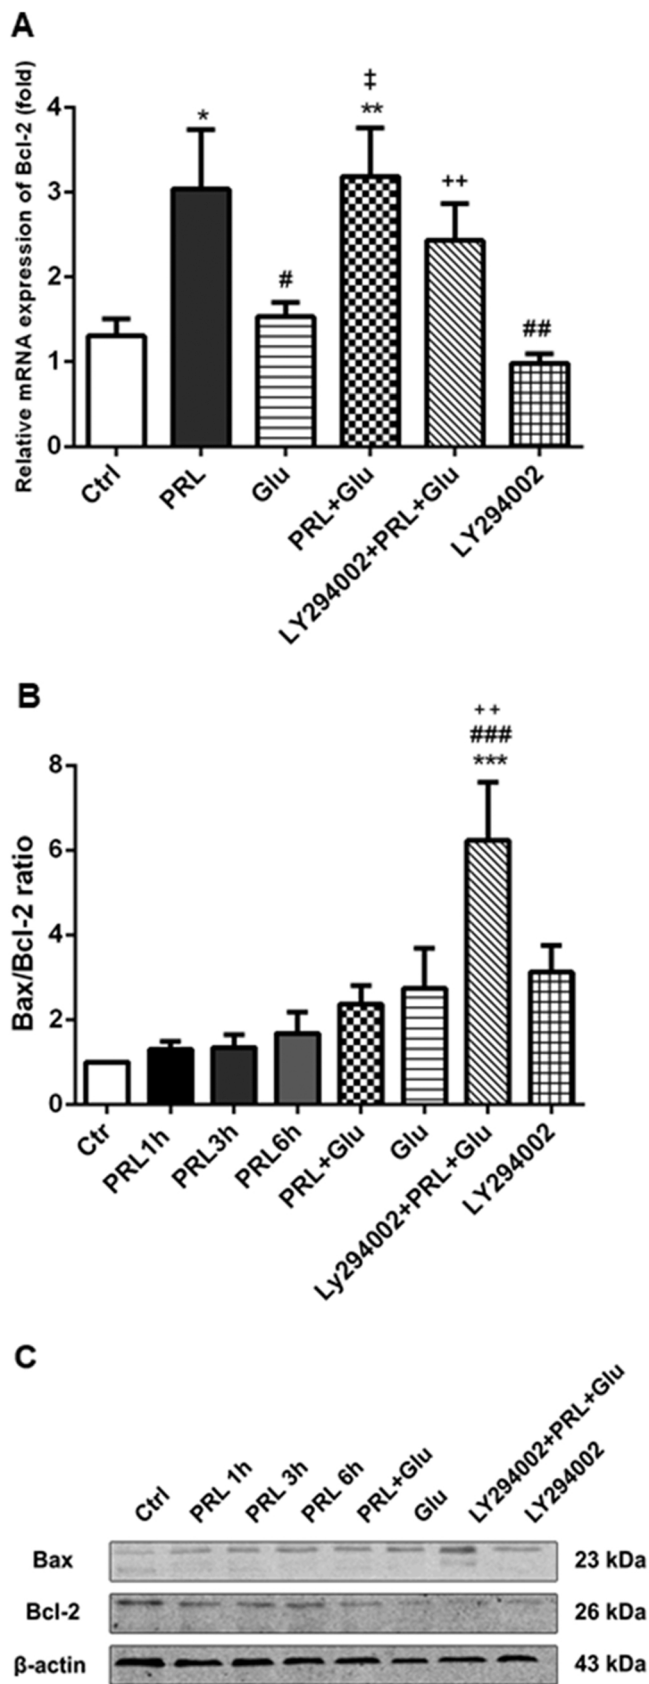 A
Relative mRNA expression of Bcl-2 (fold)
4
3
2
1
0
*
#
‡
**
++
##
Ctrl
PRL
Glu
PRL+Glu
LY294002+PRL+Glu
LY294002
B
Bax/Bcl-2 ratio
8
6
4
2
0
++
###
***
Ctr
PRL1h
PRL3h
PRL6h
PRL+Glu
Glu
Ly294002+PRL+Glu
LY294002
C
Ctrl
PRL 1h
PRL 3h
PRL 6h
PRL+Glu
Glu
LY294002+PRL+Glu
LY294002
Bax 23 kDa
Bcl-2 26 kDa
β-actin 43 kDa